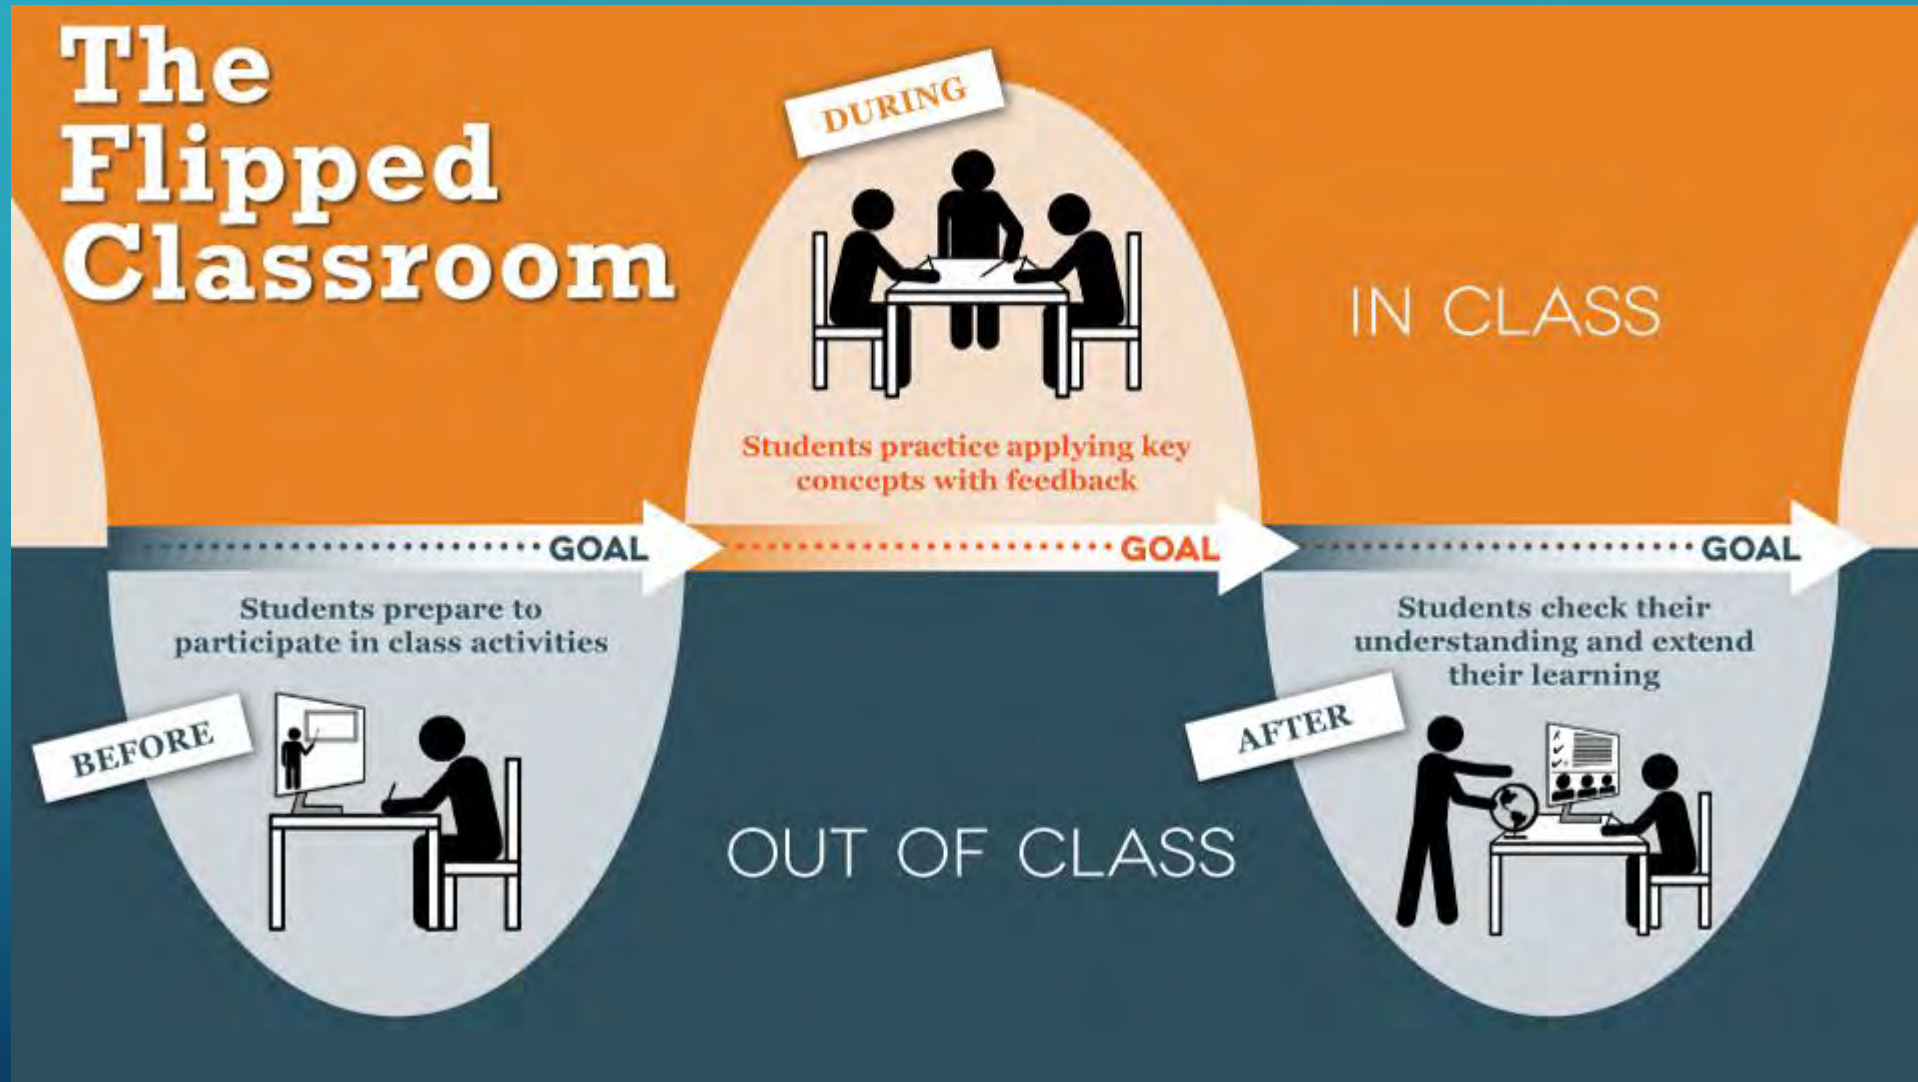 The
Flipped
Classroom
DURING
IN CLASS
Students practice applying key
concepts with feedback
GOAL
GOAL
GOAL
Students prepare to
participate in class activities
BEFORE
Students check their
understanding and extend
their learning
AFTER
OUT OF CLASS